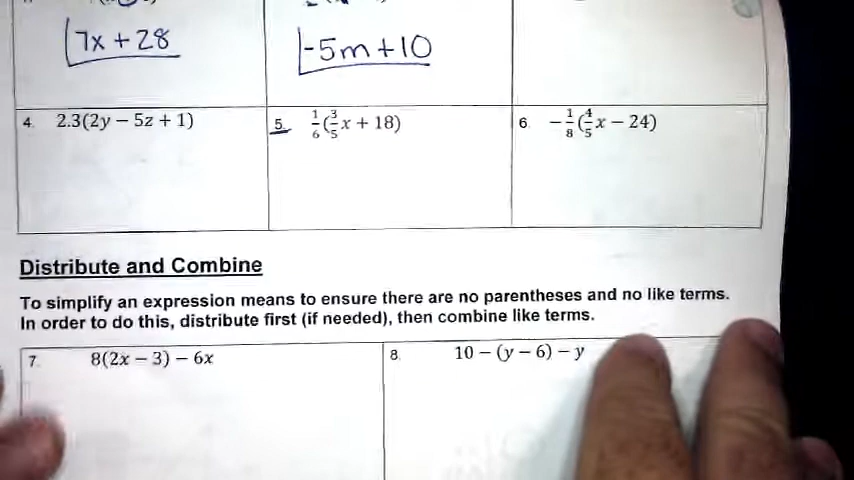 7x + 28
-5m + 10
4. 2.3(2y − 5z + 1)
5. 1/6(3/5x + 18)
6. −1/8(4/5x − 24)
Distribute and Combine
To simplify an expression means to ensure there are no parentheses and no like terms.
In order to do this, distribute first (if needed), then combine like terms.
7. 8(2x − 3) − 6x
8. 10 − (y − 6) − y